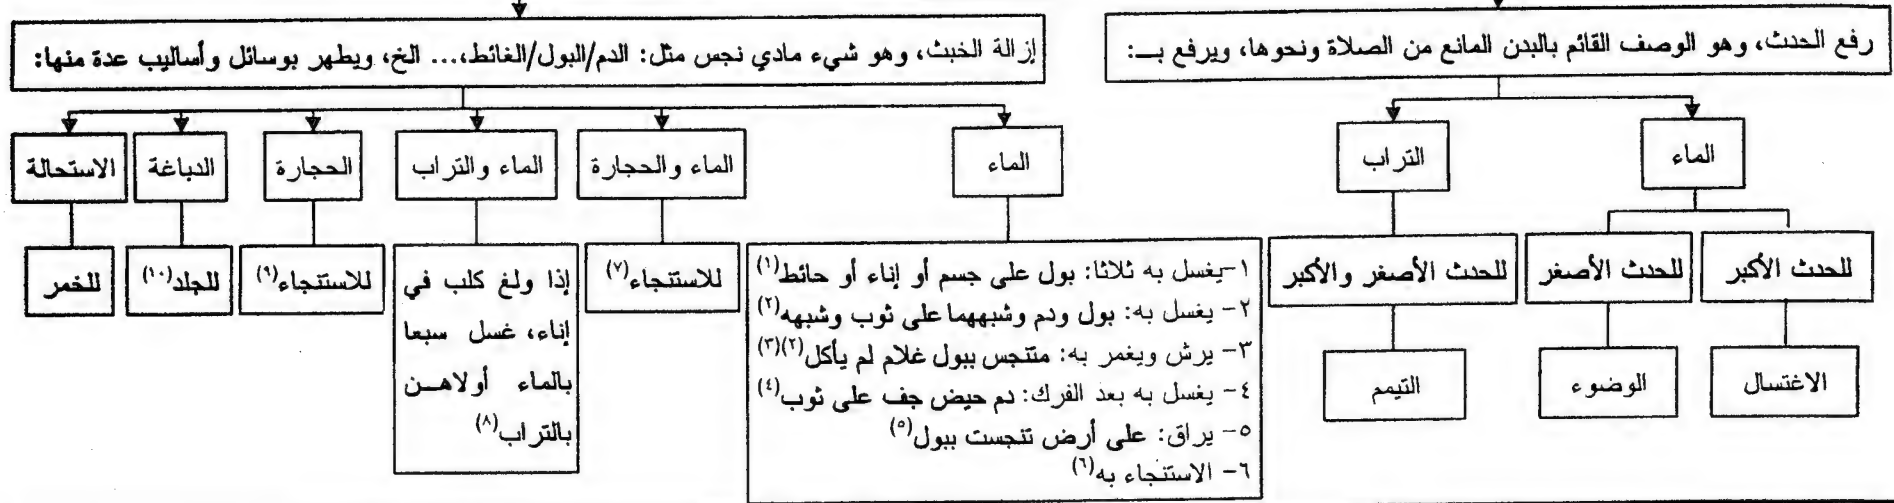 رفع الحدث، وهو الوصف القائم بالبدن المانع من الصلاة ونحوها، ويرفع بــ:
الماء
التراب
للحدث الأكبر
للحدث الأصغر
للحدث الأصغر والأكبر
الاغتسال
الوضوء
التيمم
إزالة الخبث، وهو شيء مادي نجس مثل: الدم/البول/الغائط،... الخ، ويطهر بوسائل وأساليب عدة منها:
الماء
الماء والحجارة
الماء والتراب
الحجارة
الدباغة
الاستحالة
١-يغسل به ثلاثا: بول على جسم أو إناء أو حائط(١)
٢- يغسل به: بول ودم وشبههما على ثوب وشبهه(٢)
٣- يرش ويغمر به: متنجس ببول غلام لم يأكل(٢)(٣)
٤- يغسل به بعد الفرك: دم حيض جف على ثوب(٤)
٥- يراق: على أرض تنجست ببول(٥)
٦- الاستنجاء به(٦)
للاستنجاء(٧)
إذا ولغ كلب في
إناء، غسل سبعا
بالماء أولاهــن
بالتراب(٨)
للاستنجاء(٩)
للجلد(١٠)
للخمر